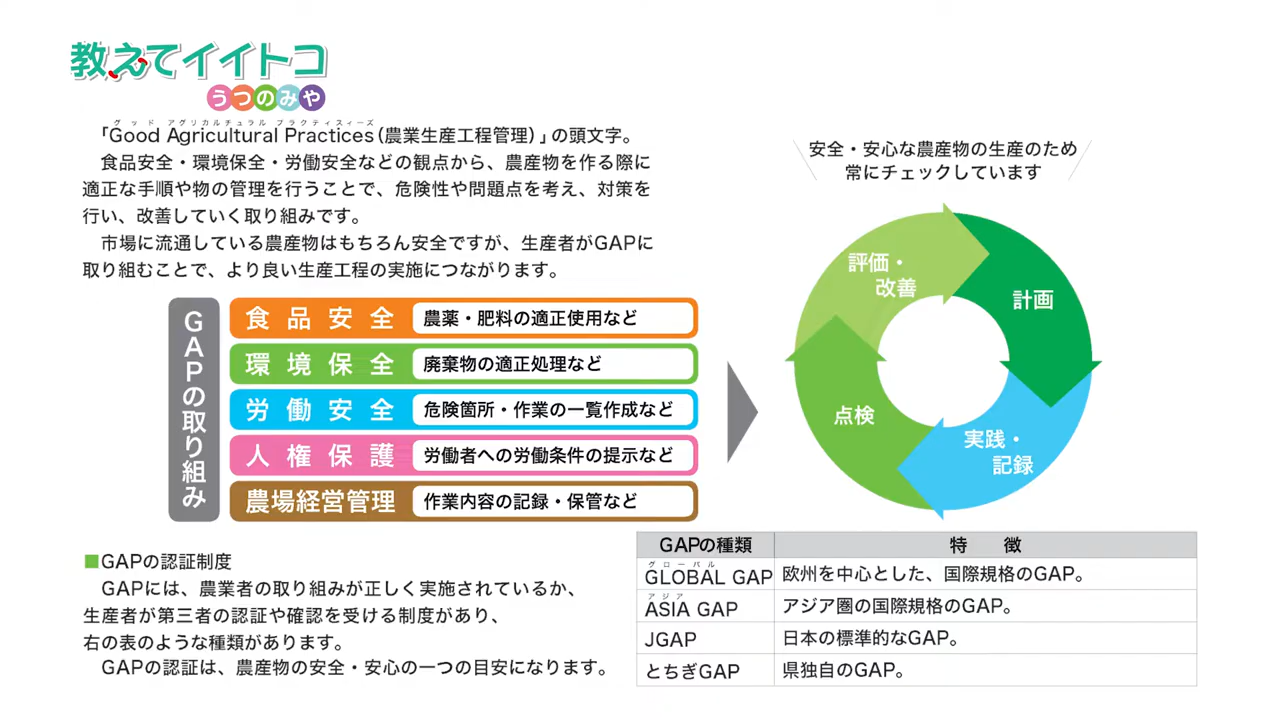 教えてイイトコ
うつのみや
グッド アグリカルチュラル プラクティスィーズ
「Good Agricultural Practices（農業生産工程管理）」の頭文字。
食品安全・環境保全・労働安全などの観点から、農産物を作る際に
適正な手順や物の管理を行うことで、危険性や問題点を考え、対策を
行い、改善していく取り組みです。
市場に流通している農産物はもちろん安全ですが、生産者がGAPに
取り組むことで、より良い生産工程の実施につながります。
GAPの取り組み
食品安全 農薬・肥料の適正使用など
環境保全 廃棄物の適正処理など
労働安全 危険箇所・作業の一覧作成など
人権保護 労働者への労働条件の提示など
農場経営管理 作業内容の記録・保管など
安全・安心な農産物の生産のため
常にチェックしています
評価・
改善
計画
点検
実践・
記録
■GAPの認証制度
GAPには、農業者の取り組みが正しく実施されているか、
生産者が第三者の認証や確認を受ける制度があり、
右の表のような種類があります。
GAPの認証は、農産物の安全・安心の一つの目安になります。
GAPの種類 特　徴
グローバル
GLOBAL GAP 欧州を中心とした、国際規格のGAP。
アジア
ASIA GAP アジア圏の国際規格のGAP。
JGAP 日本の標準的なGAP。
とちぎGAP 県独自のGAP。